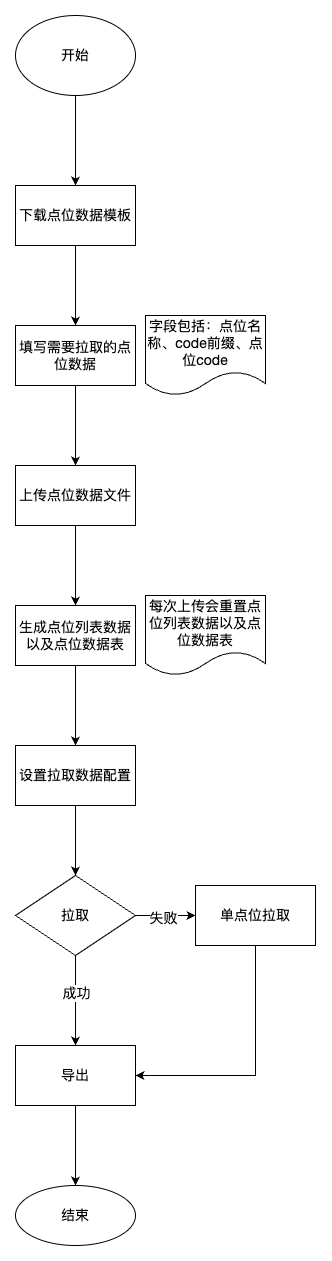 开始
下载点位数据模板
填写需要拉取的点
位数据
字段包括：点位名
称、code前缀、点
位code
上传点位数据文件
生成点位列表数据
以及点位数据表
每次上传会重置点
位列表数据以及点
位数据表
设置拉取数据配置
拉取
失败
单点位拉取
成功
导出
结束